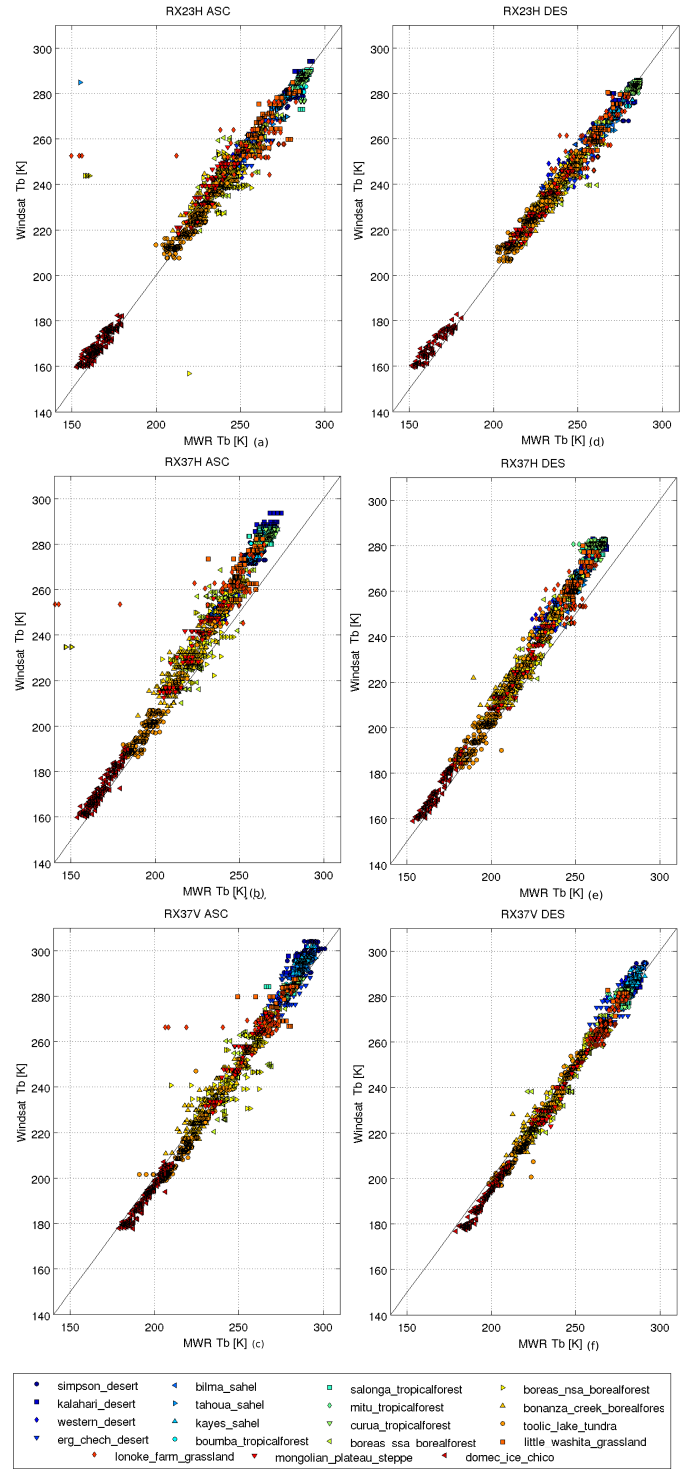 RX23H ASC
300
280
260
240
220
200
180
160
140
150
200
250
300
Windsat Tb [K]
MWR Tb [K] (a)
RX23H DES
300
280
260
240
220
200
180
160
140
150
200
250
300
Windsat Tb [K]
MWR Tb [K] (d)
RX37H ASC
300
280
260
240
220
200
180
160
140
150
200
250
300
Windsat Tb [K]
MWR Tb [K] (b)
RX37H DES
300
280
260
240
220
200
180
160
140
150
200
250
300
Windsat Tb [K]
MWR Tb [K] (e)
RX37V ASC
300
280
260
240
220
200
180
160
140
150
200
250
300
Windsat Tb [K]
MWR Tb [K] (c)
RX37V DES
300
280
260
240
220
200
180
160
140
150
200
250
300
Windsat Tb [K]
MWR Tb [K] (f)
simpson_desert
kalahari_desert
western_desert
erg_chech_desert
bilma_sahel
tahoua_sahel
kayes_sahel
boumba_tropicalforest
salonga_tropicalforest
mitu_tropicalforest
curua_tropicalforest
boreas_ssa_borealforest
boreas_nsa_borealforest
bonanza_creek_borealfores
toolic_lake_tundra
little_washita_grassland
lonoke_farm_grassland
mongolian_plateau_steppe
domec_ice_chico